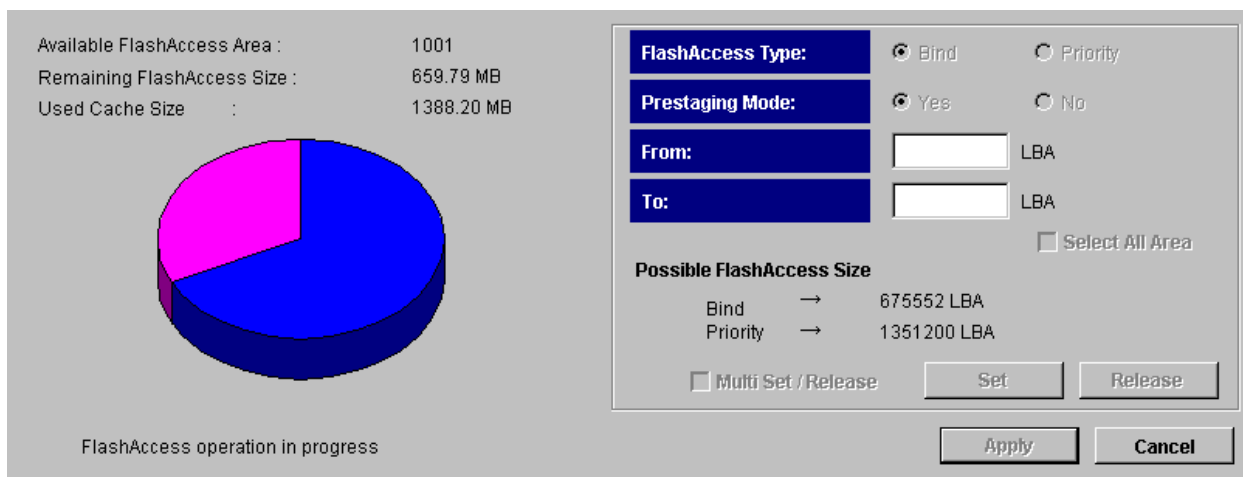 Available FlashAccess Area : 1001
Remaining FlashAccess Size : 659.79 MB
Used Cache Size : 1388.20 MB
FlashAccess operation in progress
FlashAccess Type: Bind Priority
Prestaging Mode: Yes No
From: LBA
To: LBA
Select All Area
Possible FlashAccess Size
Bind → 675552 LBA
Priority → 1351200 LBA
Multi Set / Release Set Release
Apply Cancel